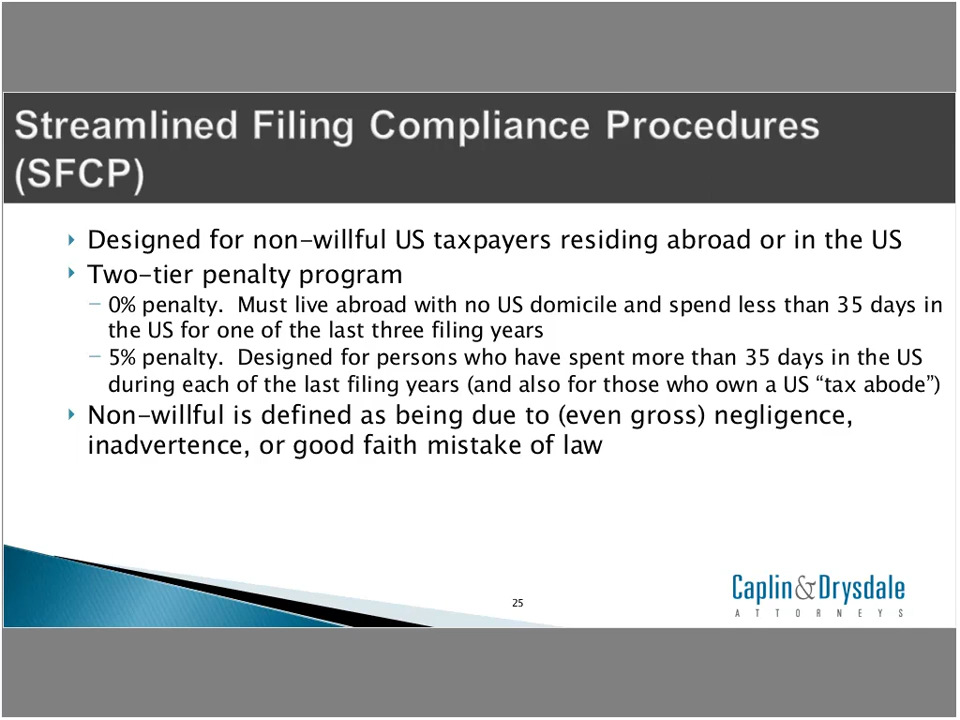 Streamlined Filing Compliance Procedures
(SFCP)
Designed for non-willful US taxpayers residing abroad or in the US
Two-tier penalty program
– 0% penalty. Must live abroad with no US domicile and spend less than 35 days in
the US for one of the last three filing years
– 5% penalty. Designed for persons who have spent more than 35 days in the US
during each of the last filing years (and also for those who own a US “tax abode”)
Non-willful is defined as being due to (even gross) negligence,
inadvertence, or good faith mistake of law
25
Caplin&Drysdale
ATTORNEYS